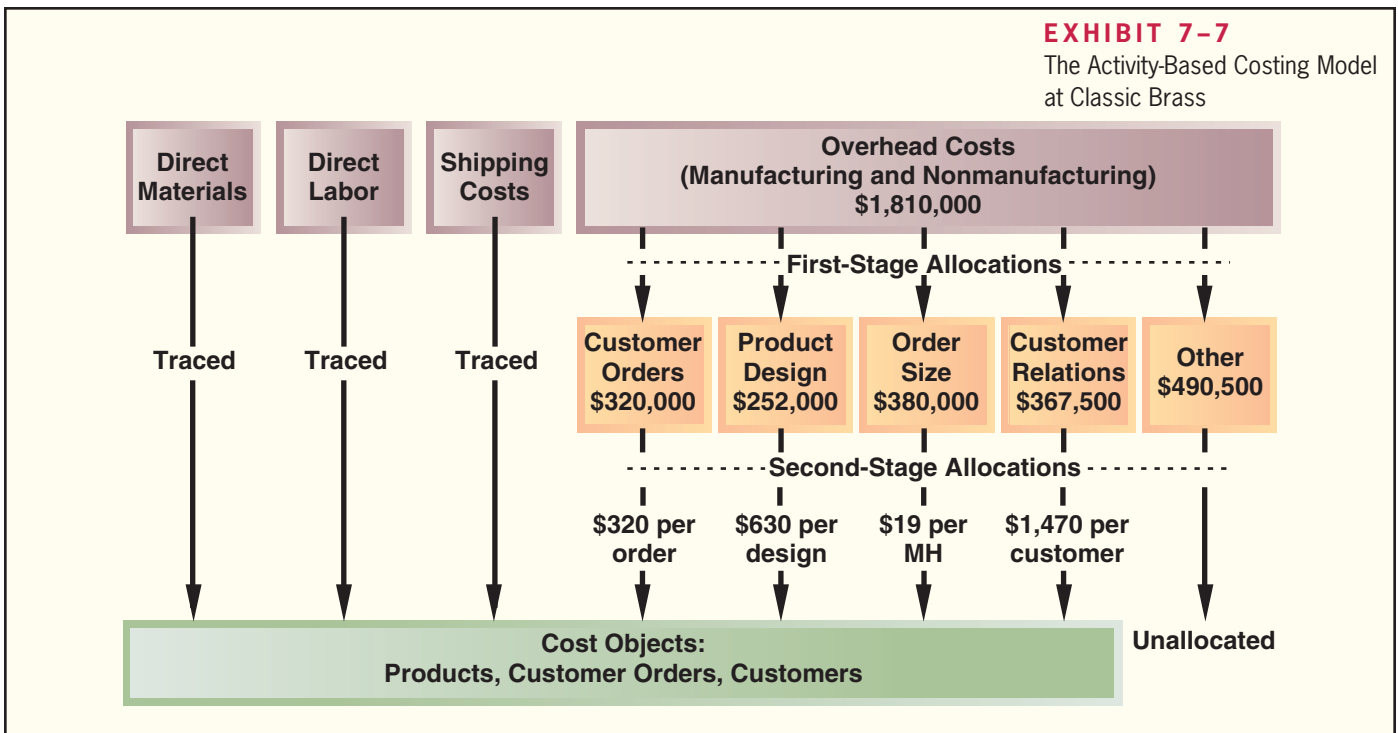 EXHIBIT 7–7
The Activity-Based Costing Model
at Classic Brass
Direct
Materials
Direct
Labor
Shipping
Costs
Overhead Costs
(Manufacturing and Nonmanufacturing)
$1,810,000
First-Stage Allocations
Traced
Traced
Traced
Customer
Orders
$320,000
Product
Design
$252,000
Order
Size
$380,000
Customer
Relations
$367,500
Other
$490,500
Second-Stage Allocations
$320 per
order
$630 per
design
$19 per
MH
$1,470 per
customer
Cost Objects:
Products, Customer Orders, Customers
Unallocated